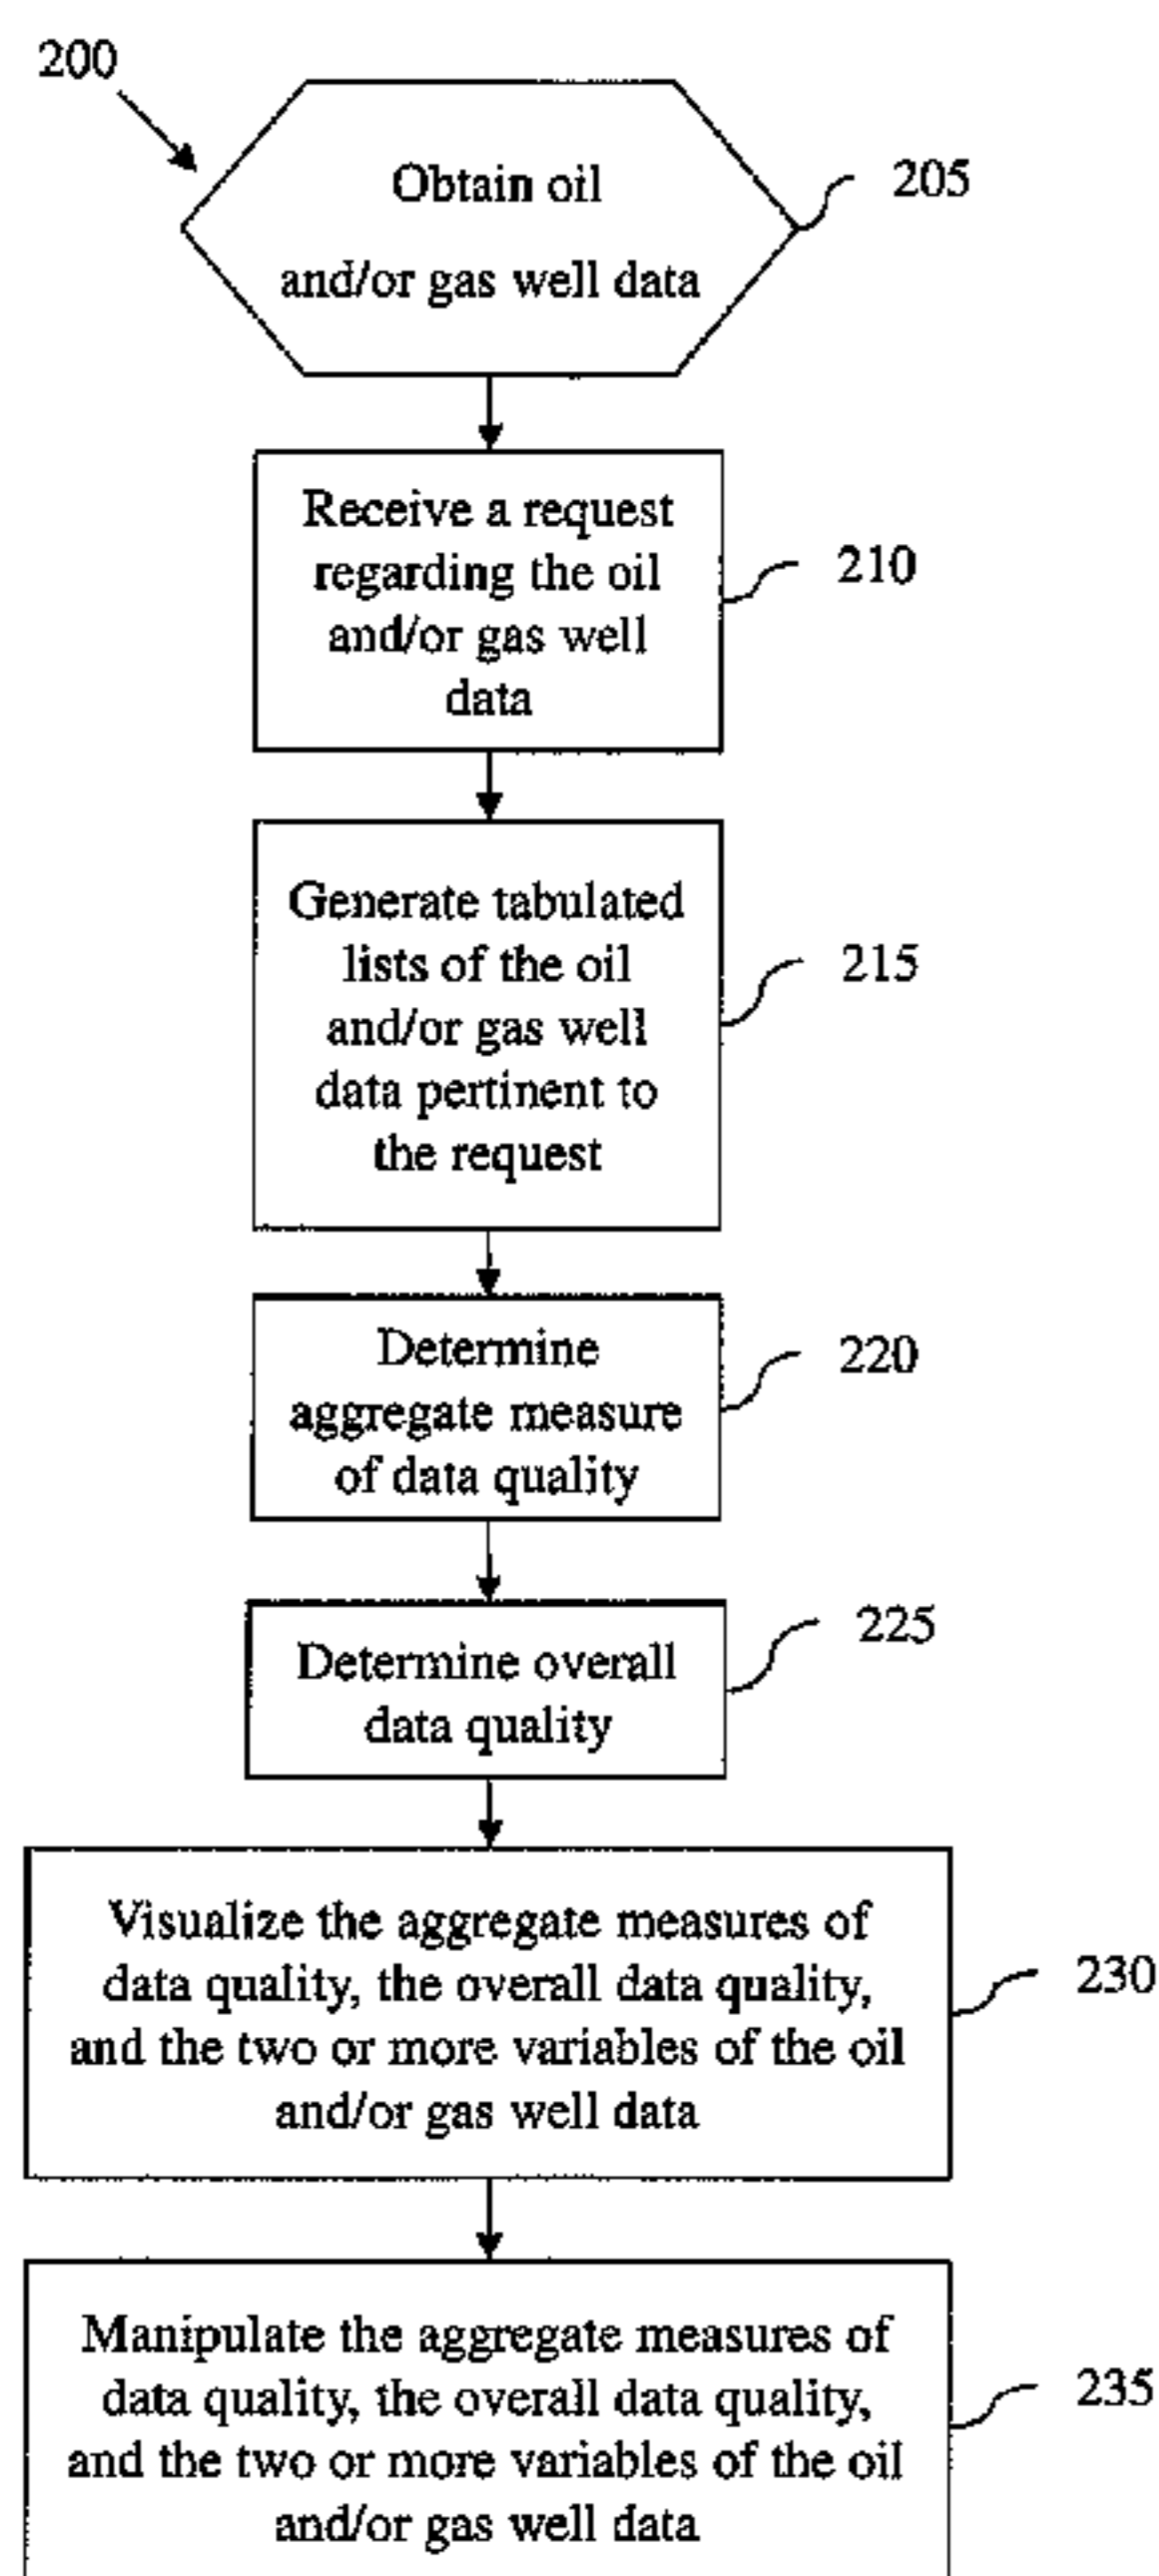 200
Obtain oil
and/or gas well data
205
Receive a request
regarding the oil
and/or gas well
data
210
Generate tabulated
lists of the oil
and/or gas well
data pertinent to
the request
215
Determine
aggregate measure
of data quality
220
Determine overall
data quality
225
Visualize the aggregate measures of
data quality, the overall data quality,
and the two or more variables of the oil
and/or gas well data
230
Manipulate the aggregate measures of
data quality, the overall data quality,
and the two or more variables of the oil
and/or gas well data
235